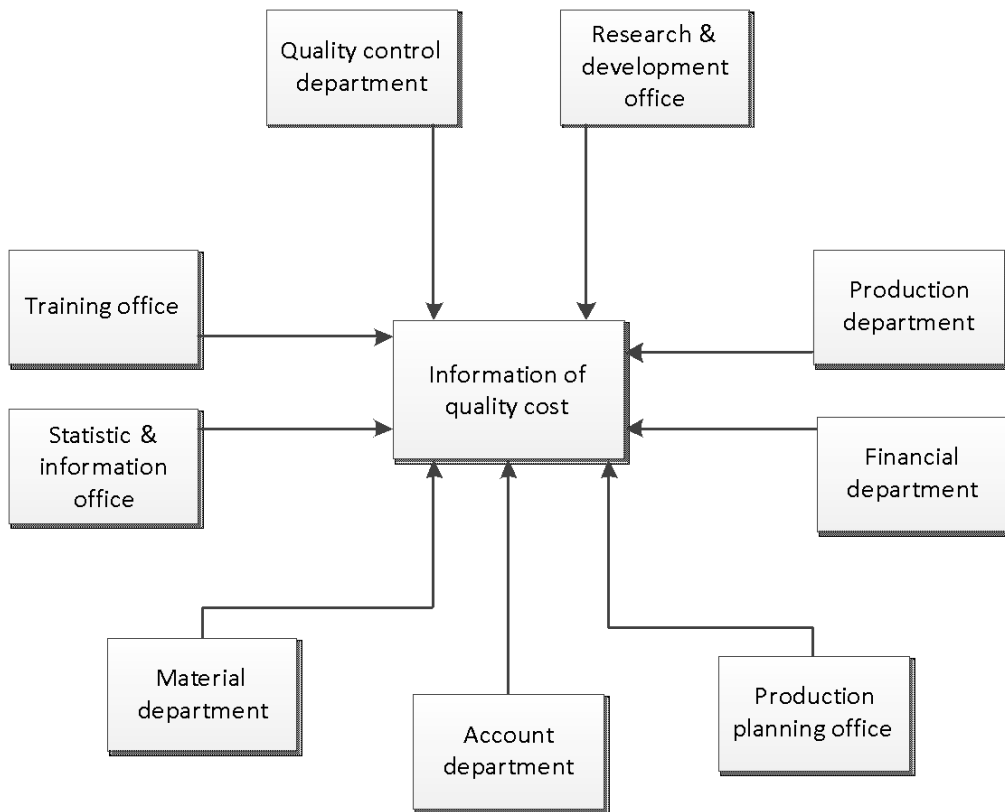 Quality control
department
Research &
development
office
Training office
Production
department
Information of
quality cost
Statistic &
information
office
Financial
department
Material
department
Account
department
Production
planning office